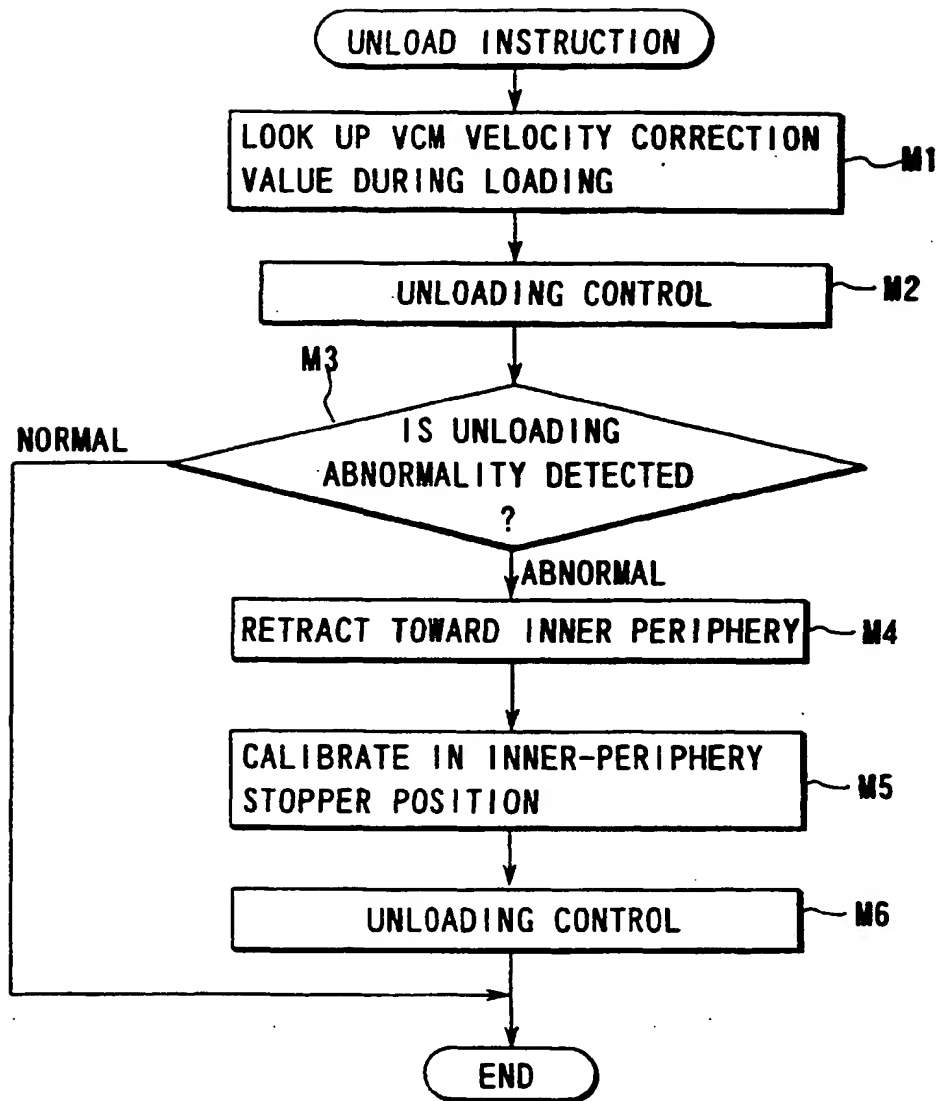 UNLOAD INSTRUCTION
LOOK UP VCM VELOCITY CORRECTION
VALUE DURING LOADING
M1
UNLOADING CONTROL
M2
M3
NORMAL
IS UNLOADING
ABNORMALITY DETECTED
?
ABNORMAL
RETRACT TOWARD INNER PERIPHERY
M4
CALIBRATE IN INNER-PERIPHERY
STOPPER POSITION
M5
UNLOADING CONTROL
M6
END